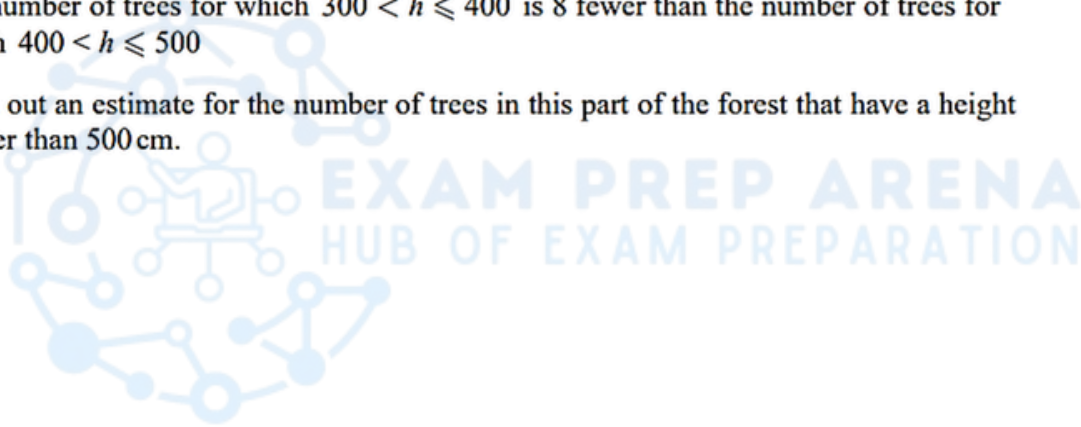 number of trees for which 300 < h ⩽ 400 is 8 fewer than the number of trees for
400 < h ⩽ 500
out an estimate for the number of trees in this part of the forest that have a height
than 500 cm.
EXAM PREP ARENA
HUB OF EXAM PREPARATION